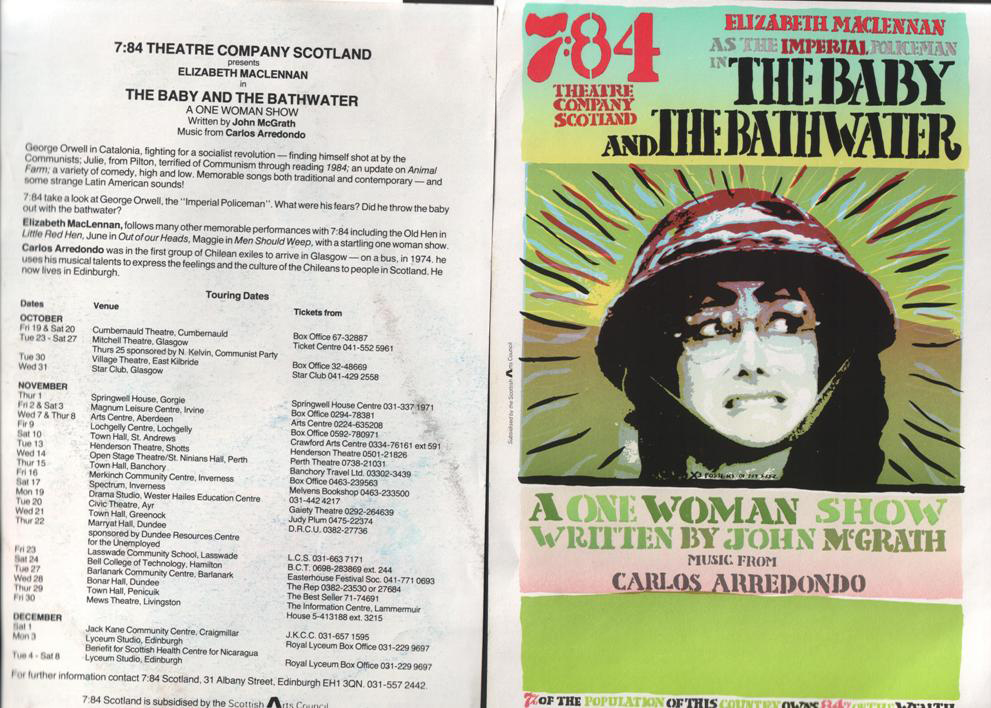 7:84 THEATRE COMPANY SCOTLAND
presents
ELIZABETH MACLENNAN
in
THE BABY AND THE BATHWATER
A ONE WOMAN SHOW
Written by John McGrath
Music from Carlos Arredondo
George Orwell in Catalonia, fighting for a socialist revolution — finding himself shot at by the
Communists; Julie, from Pilton, terrified of Communism through reading 1984; an update on Animal
Farm; a variety of comedy, high and low. Memorable songs both traditional and contemporary — and
some strange Latin American sounds!
7:84 take a look at George Orwell, the "Imperial Policeman". What were his fears? Did he throw the baby
out with the bathwater?
Elizabeth MacLennan, follows many other memorable performances with 7:84 including the Old Hen in
Little Red Hen, June in Out of our Heads, Maggie in Men Should Weep, with a startling one woman show.
Carlos Arredondo was in the first group of Chilean exiles to arrive in Glasgow — on a bus, in 1974. he
uses his musical talents to express the feelings and the culture of the Chileans to people in Scotland. He
now lives in Edinburgh.
Touring Dates
Dates Venue Tickets from
OCTOBER
Fri 19 & Sat 20 Cumbernauld Theatre, Cumbernauld Box Office 67-32887
Tue 23 - Sat 27 Mitchell Theatre, Glasgow Ticket Centre 041-552 5961
Thurs 25 sponsored by N. Kelvin, Communist Party
Tue 30 Village Theatre, East Kilbride Box Office 32-48669
Wed 31 Star Club, Glasgow Star Club 041-429 2558
NOVEMBER
Thur 1 Springwell House, Gorgie Springwell House Centre 031-337 1971
Fri 2 & Sat 3 Magnum Leisure Centre, Irvine Box Office 0294-78381
Wed 7 & Thur 8 Arts Centre, Aberdeen Arts Centre 0224-635208
Fir 9 Lochgelly Centre, Lochgelly Box Office 0592-780971
Sat 10 Town Hall, St. Andrews Crawford Arts Centre 0334-76161 ext 591
Tue 13 Henderson Theatre, Shotts Henderson Theatre 0501-21826
Wed 14 Open Stage Theatre/St. Ninians Hall, Perth Perth Theatre 0738-21031
Thur 15 Town Hall, Banchory Banchory Travel Ltd. 03302-3439
Fri 16 Merkinch Community Centre, Inverness Box Office 0463-239563
Sat 17 Spectrum, Inverness Melvens Bookshop 0463-233500
Mon 19 Drama Studio, Wester Hailes Education Centre 031-442 4217
Tue 20 Civic Theatre, Ayr Gaiety Theatre 0292-264639
Wed 21 Town Hall, Greenock Judy Plum 0475-22374
Thur 22 Marryat Hall, Dundee D.R.C.U. 0382-27736
sponsored by Dundee Resources Centre
for the Unemployed
Fri 23 Lasswade Community School, Lasswade L.C.S. 031-663 7171
Sat 24 Bell College of Technology, Hamilton B.C.T. 0698-283869 ext. 244
Tue 27 Barlanark Community Centre, Barlanark Easterhouse Festival Soc. 041-771 0693
Wed 28 Bonar Hall, Dundee The Rep 0382-23530 or 27684
Thur 29 Town Hall, Penicuik The Best Seller 71-74691
Fri 30 Mews Theatre, Livingston The Information Centre, Lammermuir
House 5-413188 ext. 3215
DECEMBER
Sat 1 Jack Kane Community Centre, Craigmillar J.K.C.C. 031-657 1595
Mon 3 Lyceum Studio, Edinburgh Royal Lyceum Box Office 031-229 9697
Benefit for Scottish Health Centre for Nicaragua
Tue 4 - Sat 8 Lyceum Studio, Edinburgh Royal Lyceum Box Office 031-229 9697
For further information contact 7:84 Scotland, 31 Albany Street, Edinburgh EH1 3QN. 031-557 2442.
7:84 Scotland is subsidised by the Scottish Arts Council
7:84
THEATRE
COMPANY
SCOTLAND
ELIZABETH MACLENNAN
AS THE IMPERIAL POLICEMAN
IN THE BABY
AND THE BATHWATER
Subsidised by the Scottish Arts Council
A ONE WOMAN SHOW
WRITTEN BY JOHN McGRATH
MUSIC FROM
CARLOS ARREDONDO
7% OF THE POPULATION OF THIS COUNTRY OWNS 84% OF THE WEALTH